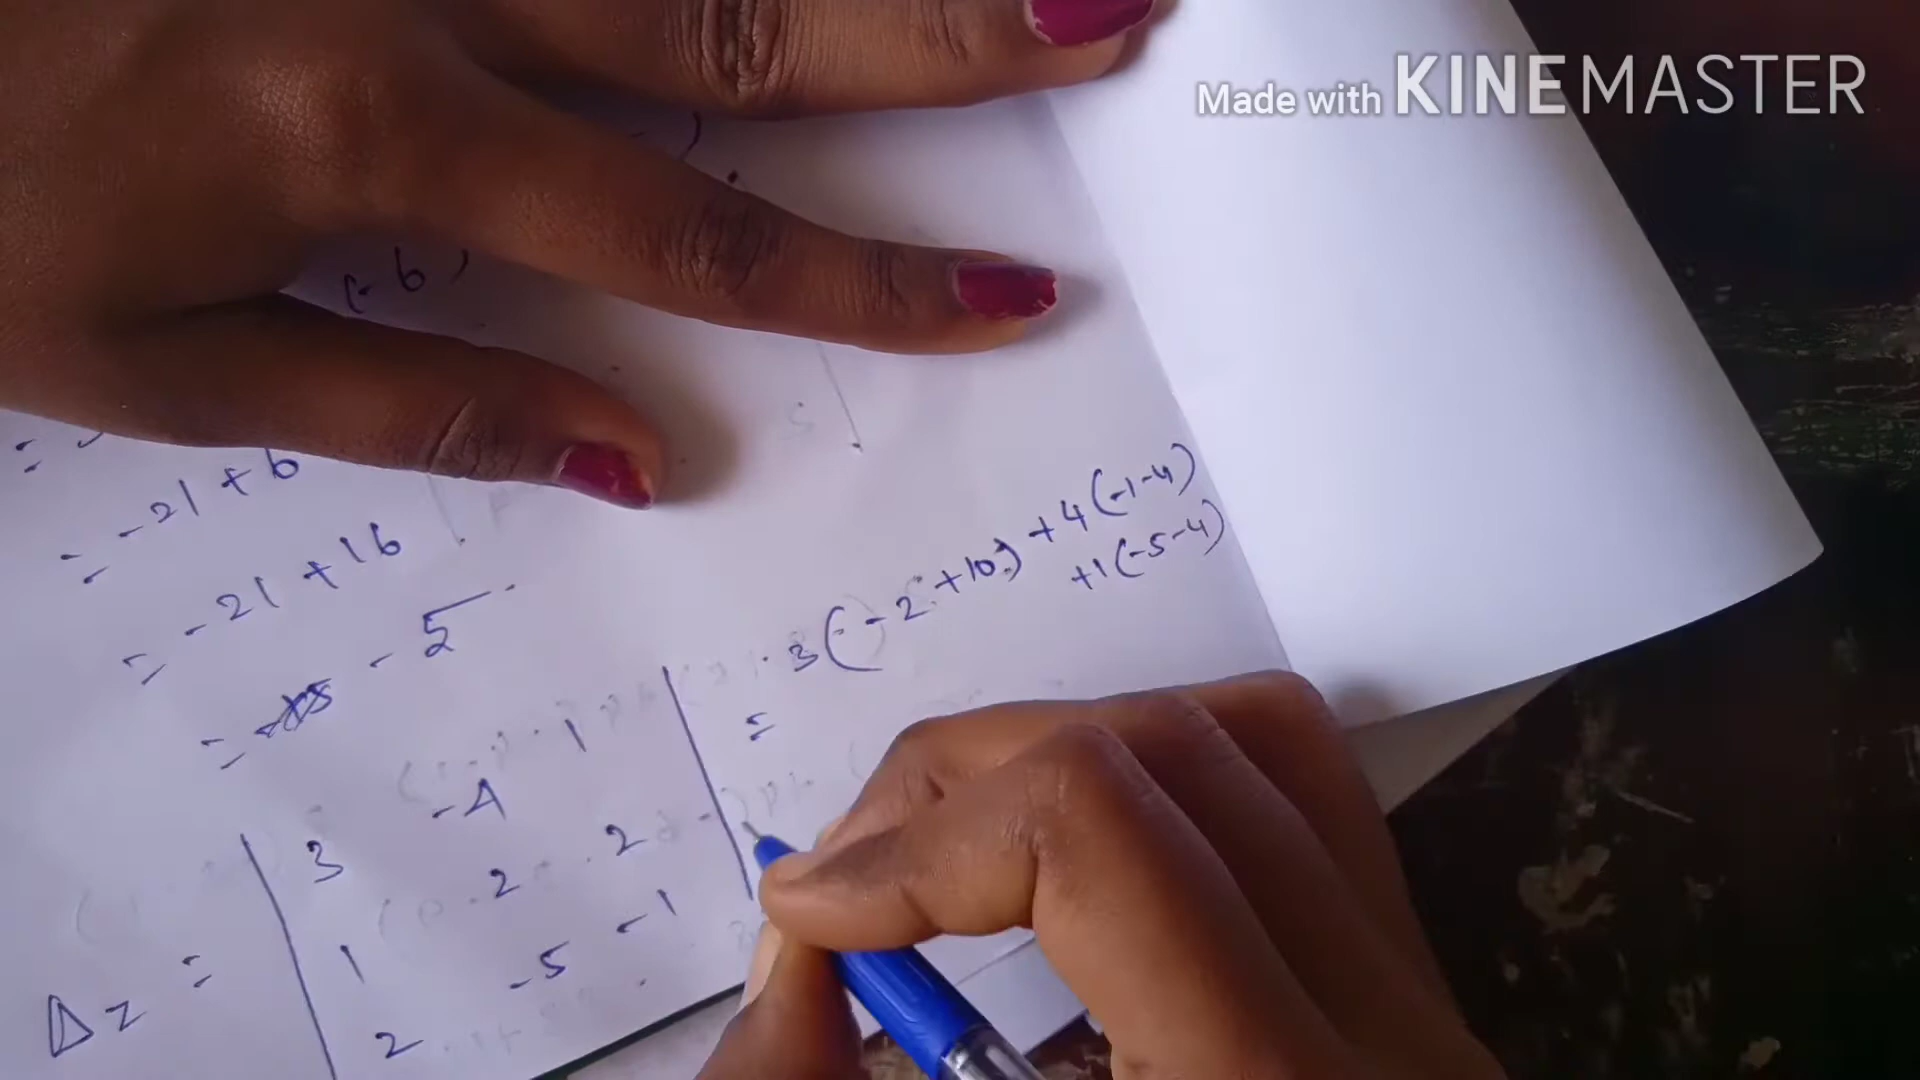 Made with KINEMASTER
(-6)
= -21 + 6
= -21 + 16
= - 5
Δz =
3 -4 1
1 2 2
2 -5 -1
= 3(-2+10) + 4(-1-4)
+1(-5-4)